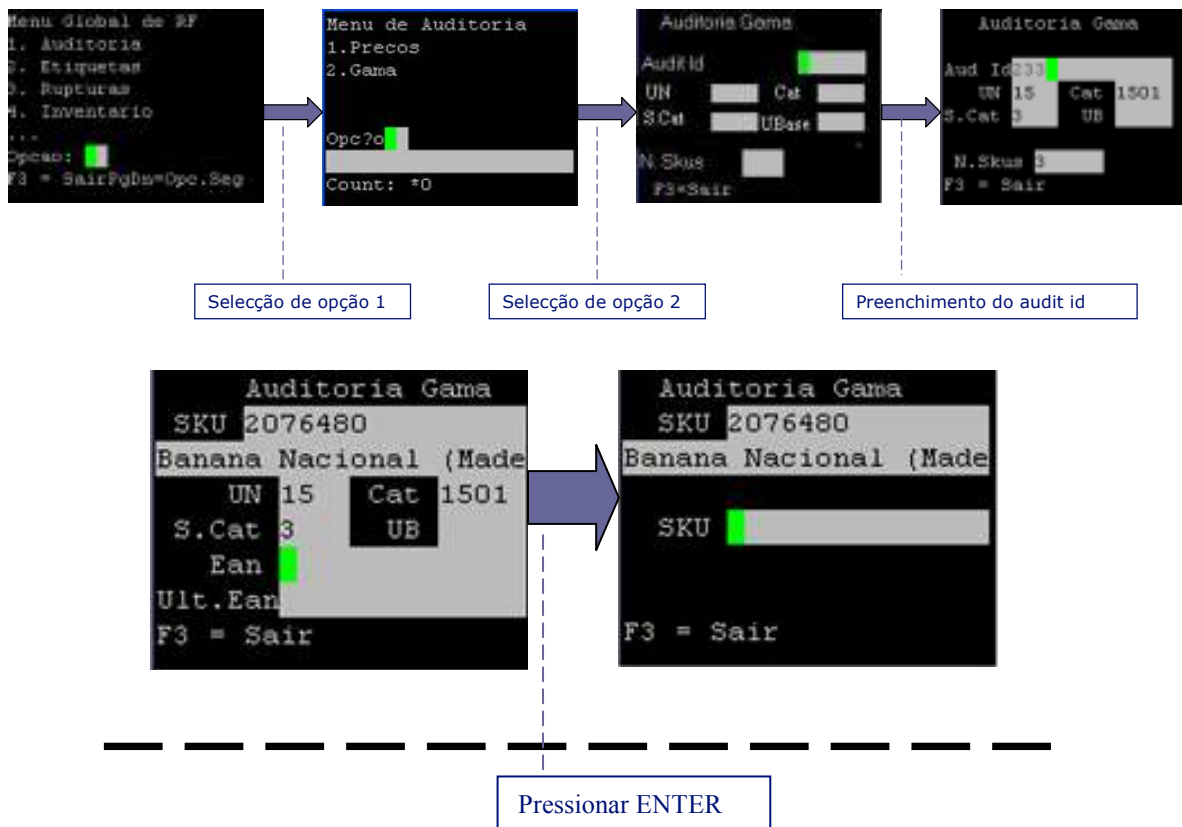 Menu Global de RF
1. Auditoria
2. Etiquetas
3. Rupturas
4. Inventario
...
Opcao:
F3 = SairPgDn=Opc.Seg
Menu de Auditoria
1.Precos
2.Gama
Opc?o
Count: *0
Auditoria Gama
Audit Id
UN Cat
S.Cat UBase
N. Skus
F3=Sair
Auditoria Gama
Aud Id 233
UN 15 Cat 1501
S.Cat 3 UB
N.Skus 3
F3 = Sair
Selecção de opção 1
Selecção de opção 2
Preenchimento do audit id
Auditoria Gama
SKU 2076480
Banana Nacional (Made
UN 15 Cat 1501
S.Cat 3 UB
Ean
Ult.Ean
F3 = Sair
Auditoria Gama
SKU 2076480
Banana Nacional (Made
SKU
F3 = Sair
Pressionar ENTER